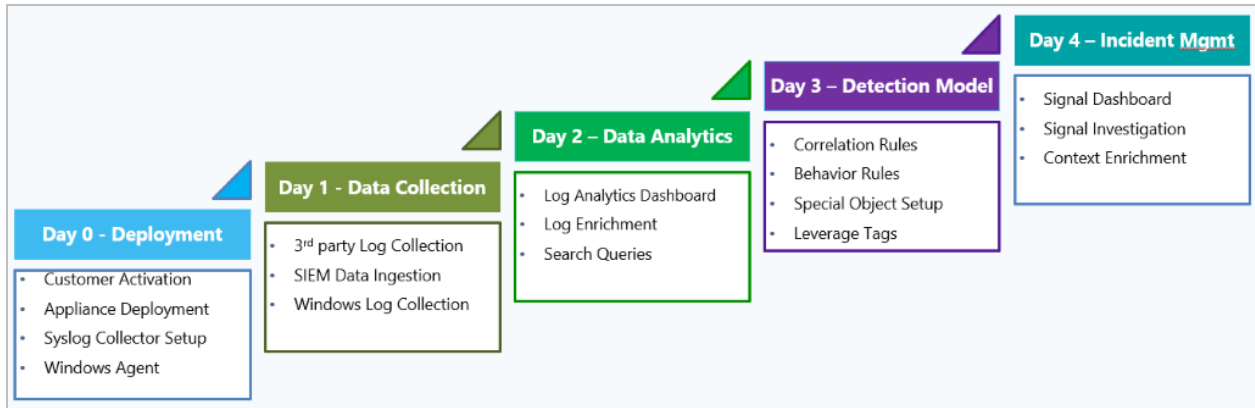 Day 0 - Deployment
• Customer Activation
• Appliance Deployment
• Syslog Collector Setup
• Windows Agent
Day 1 - Data Collection
• 3rd party Log Collection
• SIEM Data Ingestion
• Windows Log Collection
Day 2 – Data Analytics
• Log Analytics Dashboard
• Log Enrichment
• Search Queries
Day 3 – Detection Model
• Correlation Rules
• Behavior Rules
• Special Object Setup
• Leverage Tags
Day 4 – Incident Mgmt
• Signal Dashboard
• Signal Investigation
• Context Enrichment